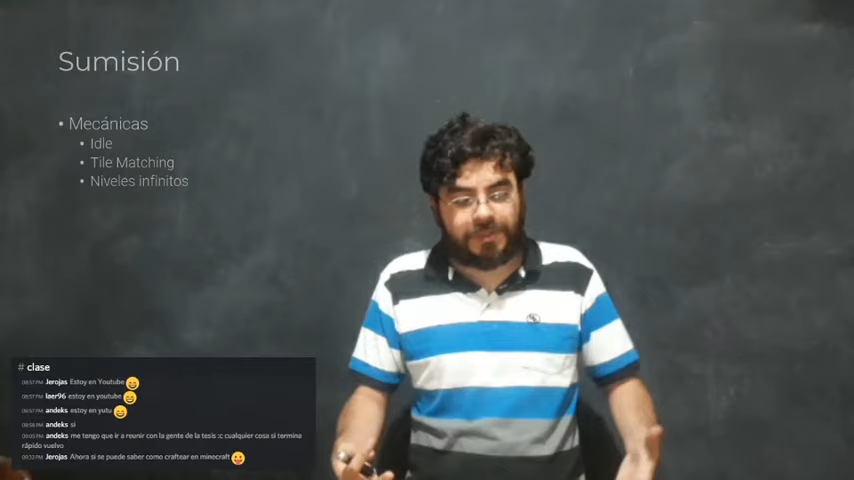 Sumisión
• Mecánicas
• Idle
• Tile Matching
• Niveles infinitos
# clase
08:57 PM Jerojas Estoy en Youtube
08:57 PM laer96 estoy en youtube
08:57 PM andeks estoy en yutu
08:58 PM andeks si
09:05 PM andeks me tengo que ir a reunir con la gente de la tesis :c cualquier cosa si termina
rápido vuelvo
09:32 PM Jerojas Ahora si se puede saber como craftear en minecraft